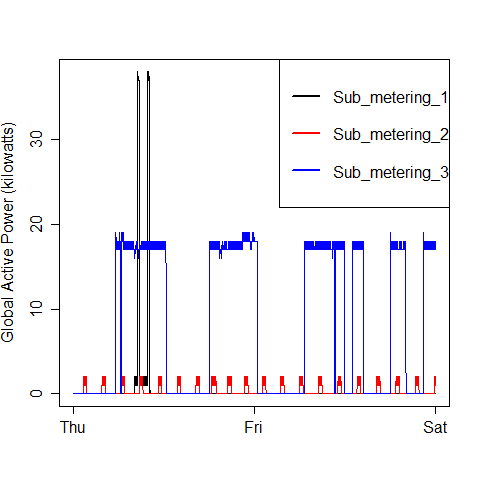 Sub_metering_1
Sub_metering_2
Sub_metering_3
Global Active Power (kilowatts)
30
20
10
0
Thu Fri Sat